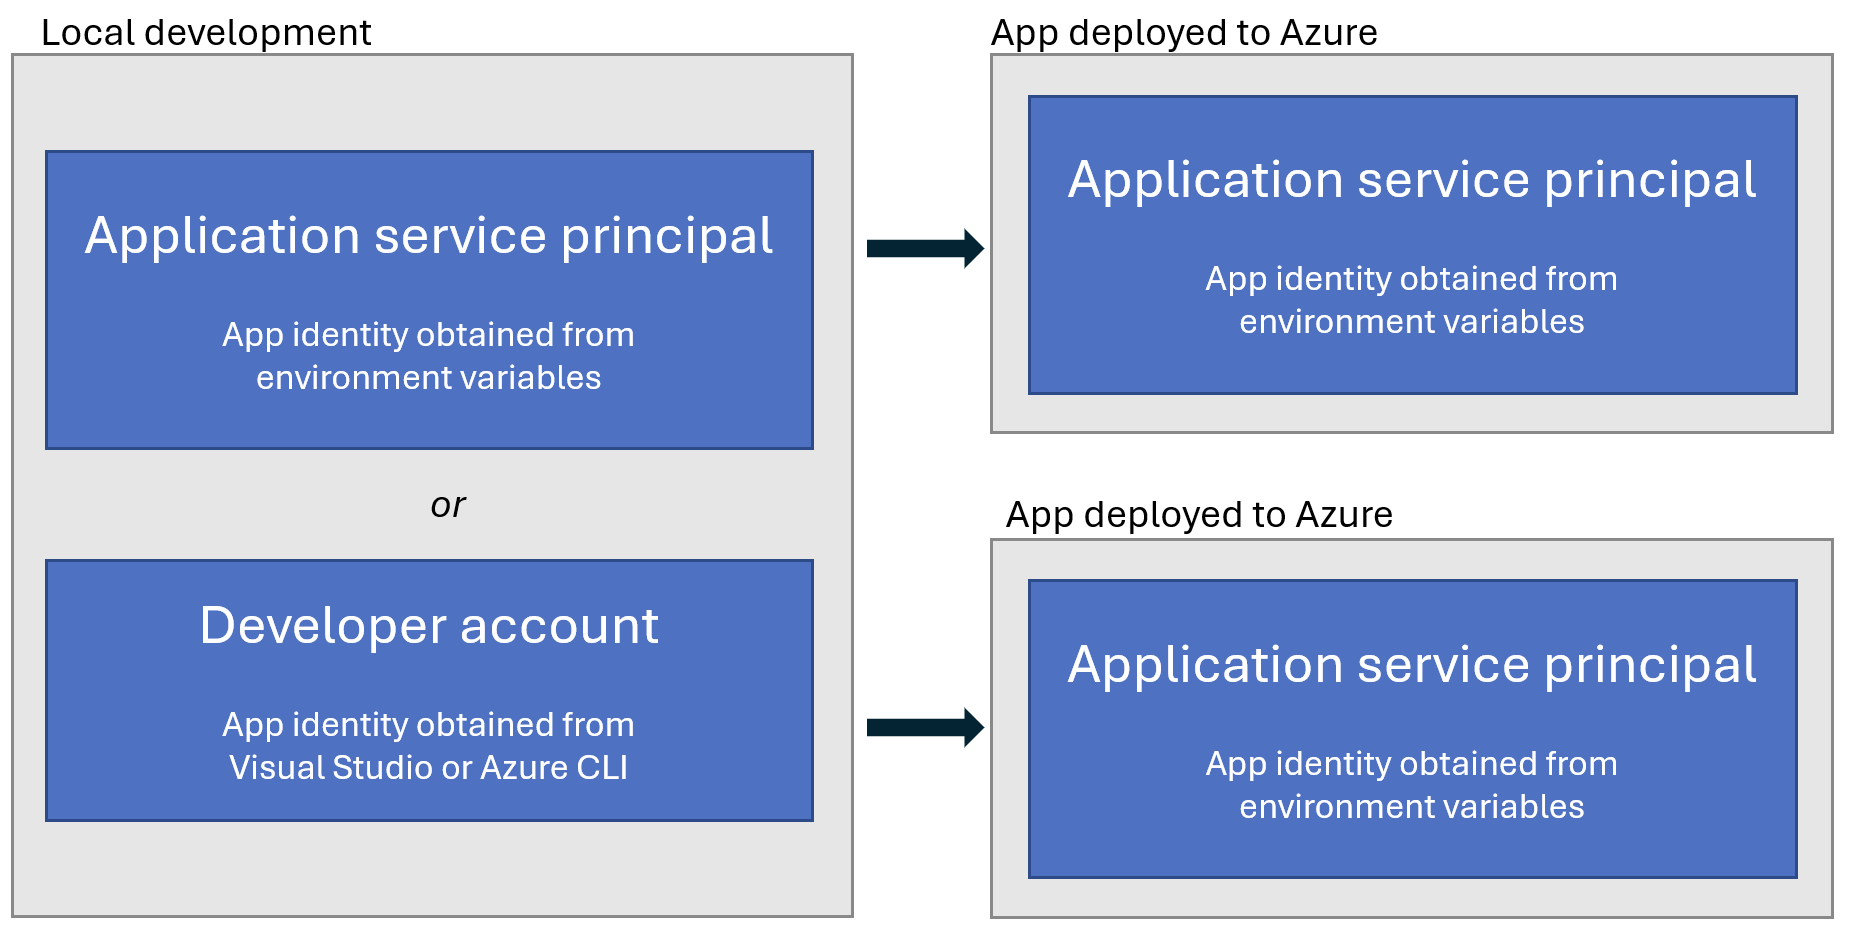 Local development
Application service principal
App identity obtained from
environment variables
or
Developer account
App identity obtained from
Visual Studio or Azure CLI
App deployed to Azure
Application service principal
App identity obtained from
environment variables
App deployed to Azure
Application service principal
App identity obtained from
environment variables